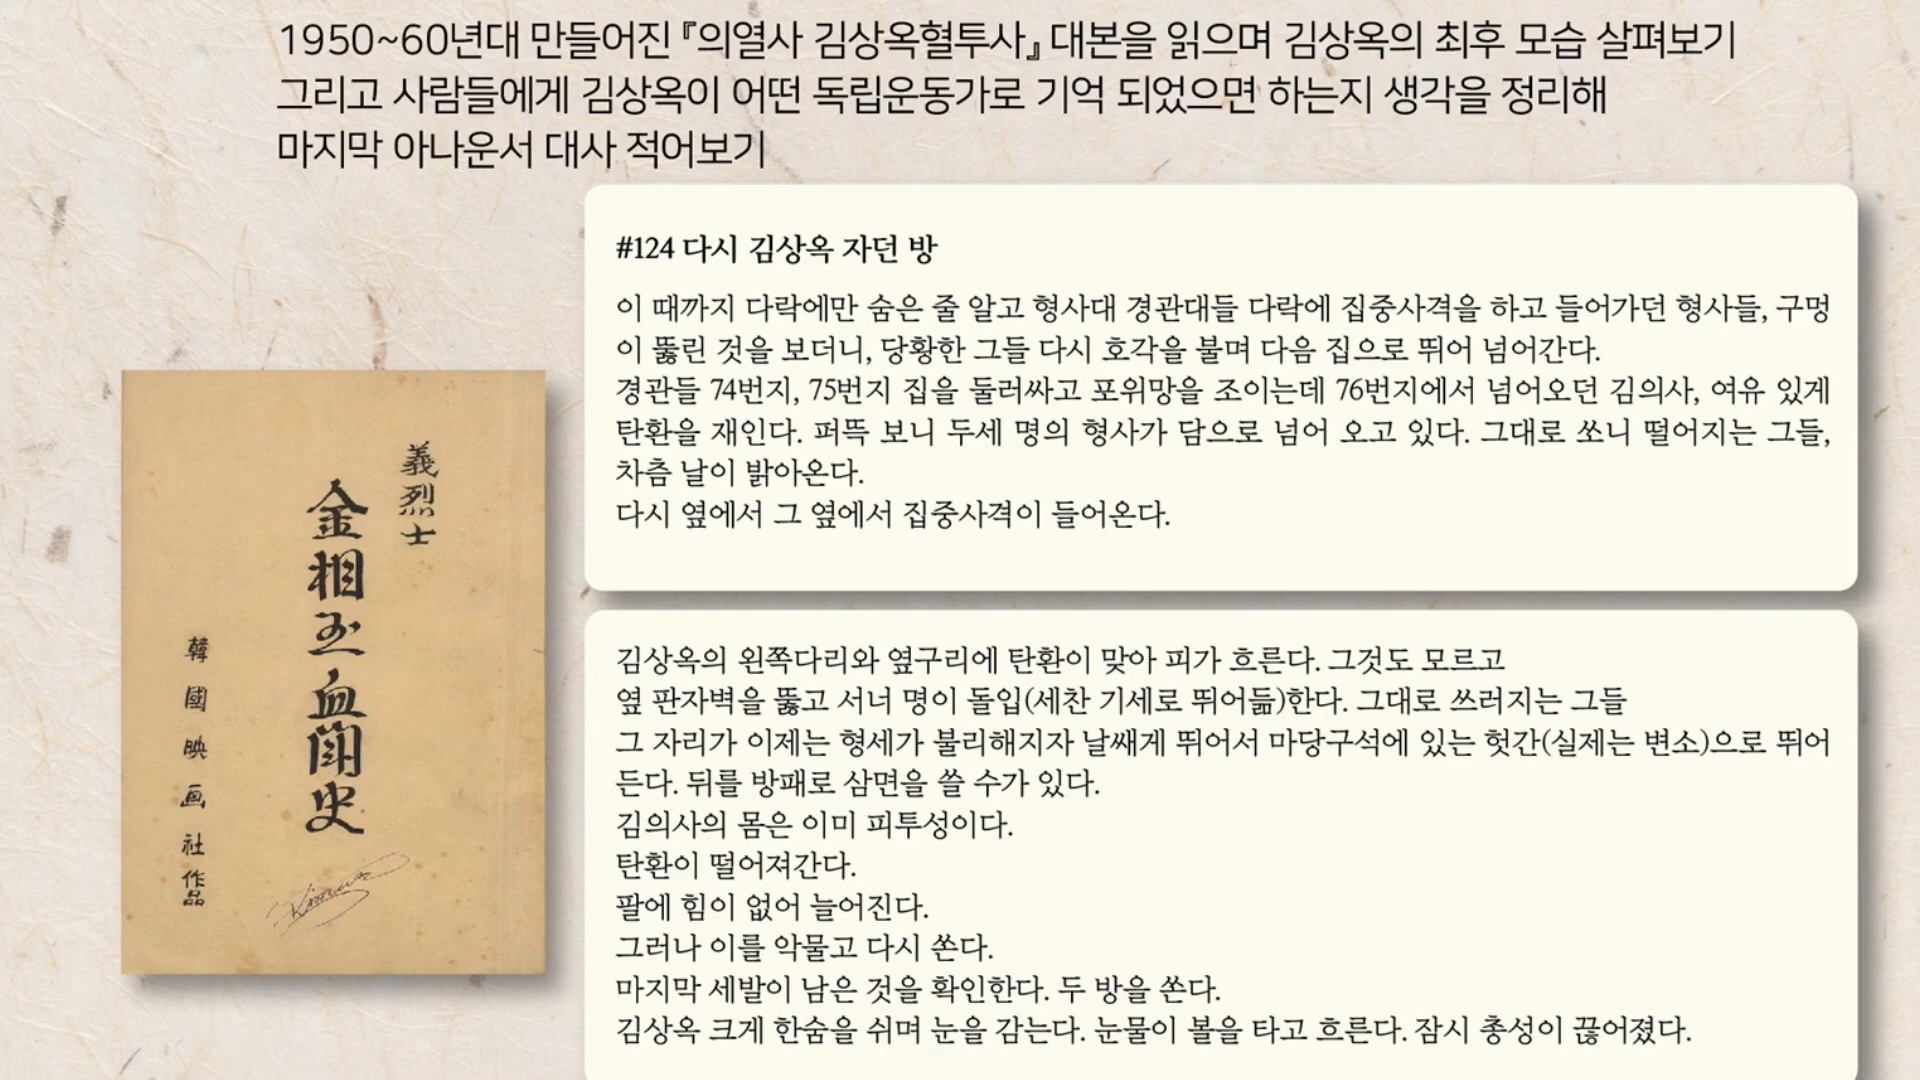 1950~60년대 만들어진 『의열사 김상옥혈투사』 대본을 읽으며 김상옥의 최후 모습 살펴보기
그리고 사람들에게 김상옥이 어떤 독립운동가로 기억 되었으면 하는지 생각을 정리해
마지막 아나운서 대사 적어보기
#124 다시 김상옥 자던 방
이 때까지 다락에만 숨은 줄 알고 형사대 경관대들 다락에 집중사격을 하고 들어가던 형사들, 구멍
이 뚫린 것을 보더니, 당황한 그들 다시 호각을 불며 다음 집으로 뛰어 넘어간다.
경관들 74번지, 75번지 집을 둘러싸고 포위망을 조이는데 76번지에서 넘어오던 김의사, 여유 있게
탄환을 재인다. 퍼뜩 보니 두세 명의 형사가 담으로 넘어 오고 있다. 그대로 쏘니 떨어지는 그들,
차츰 날이 밝아온다.
다시 옆에서 그 옆에서 집중사격이 들어온다.
김상옥의 왼쪽다리와 옆구리에 탄환이 맞아 피가 흐른다. 그것도 모르고
옆 판자벽을 뚫고 서너 명이 돌입(세찬 기세로 뛰어듦)한다. 그대로 쓰러지는 그들
그 자리가 이제는 형세가 불리해지자 날쌔게 뛰어서 마당구석에 있는 헛간(실제는 변소)으로 뛰어
든다. 뒤를 방패로 삼면을 쓸 수가 있다.
김의사의 몸은 이미 피투성이다.
탄환이 떨어져간다.
팔에 힘이 없어 늘어진다.
그러나 이를 악물고 다시 쏜다.
마지막 세발이 남은 것을 확인한다. 두 방을 쏜다.
김상옥 크게 한숨을 쉬며 눈을 감는다. 눈물이 볼을 타고 흐른다. 잠시 총성이 끊어졌다.
義烈士
金相玉血鬪史
韓國映画社作品